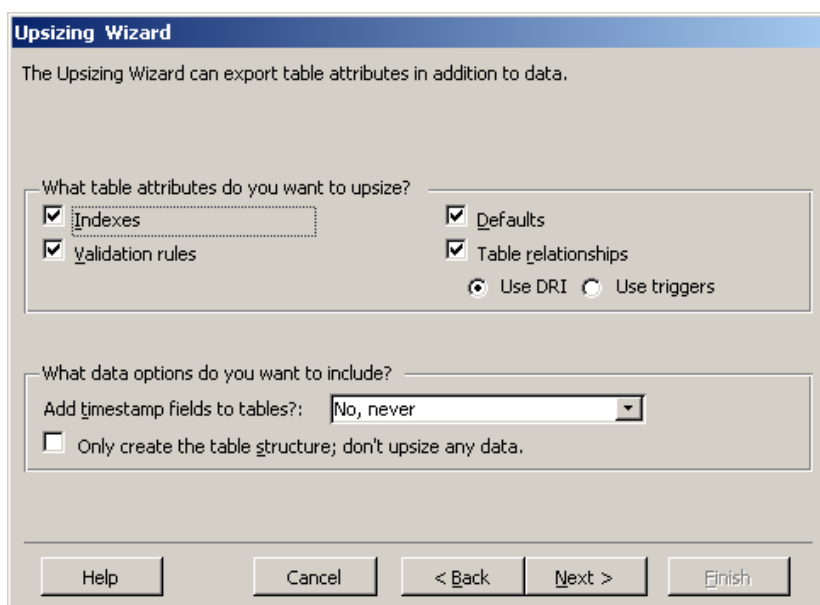 Upsizing Wizard
The Upsizing Wizard can export table attributes in addition to data.
What table attributes do you want to upsize?
Indexes
Defaults
Validation rules
Table relationships
Use DRI
Use triggers
What data options do you want to include?
Add timestamp fields to tables?: No, never
Only create the table structure; don't upsize any data.
Help
Cancel
< Back
Next >
Finish